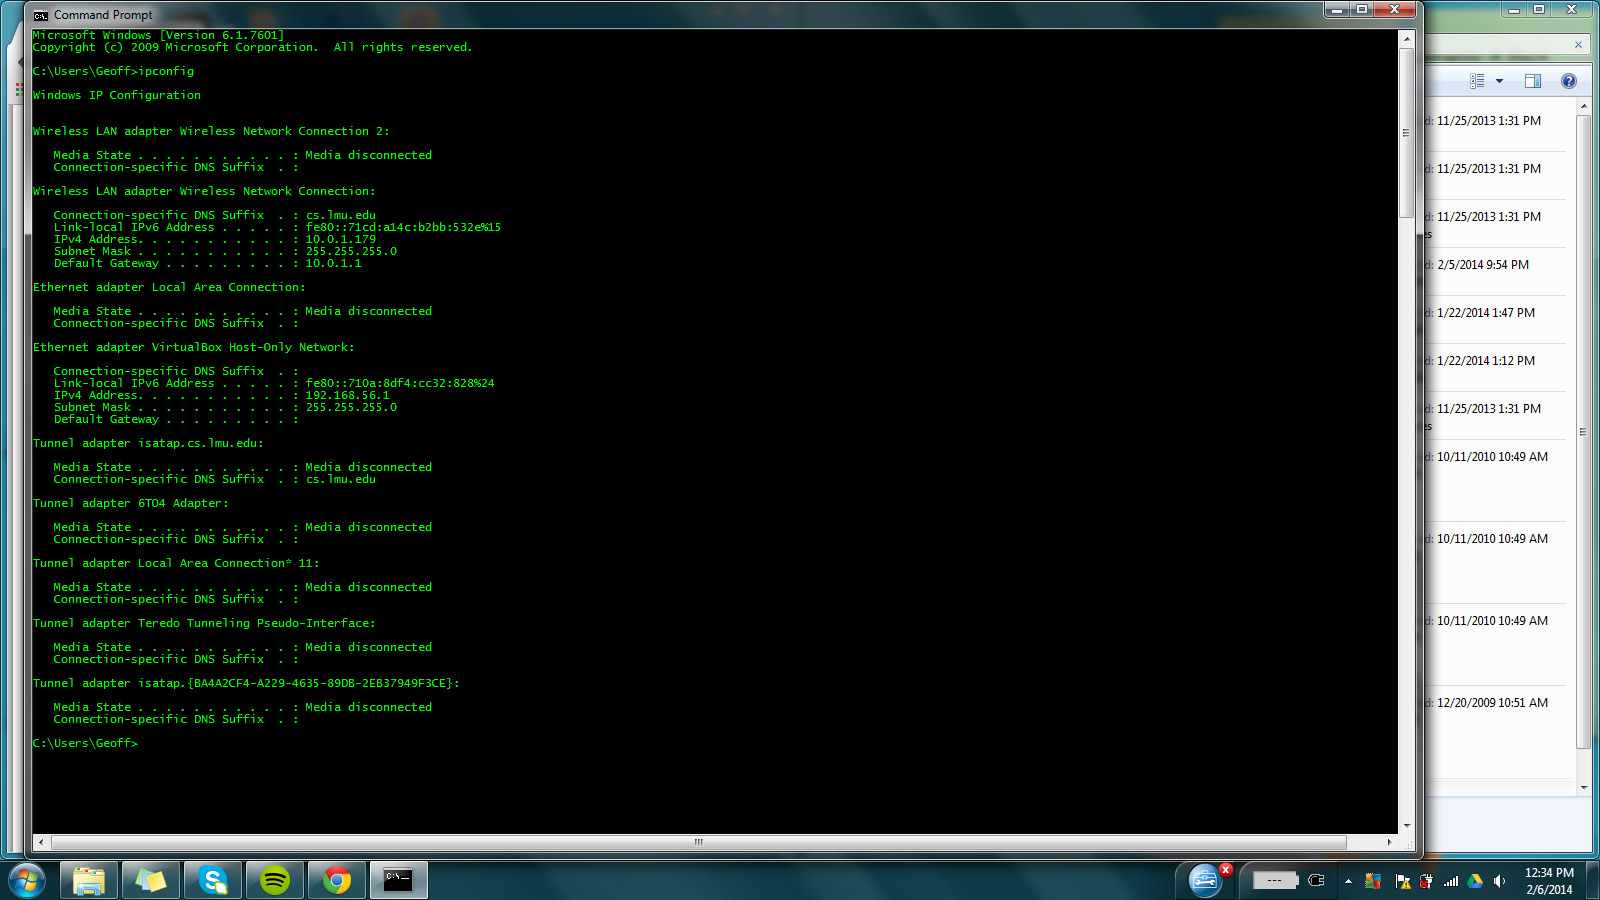 Command Prompt
Microsoft Windows [Version 6.1.7601]
Copyright (c) 2009 Microsoft Corporation.  All rights reserved.
C:\Users\Geoff>ipconfig
Windows IP Configuration
Wireless LAN adapter Wireless Network Connection 2:
Media State . . . . . . . . . . . : Media disconnected
Connection-specific DNS Suffix  . :
Wireless LAN adapter Wireless Network Connection:
Connection-specific DNS Suffix  . : cs.lmu.edu
Link-local IPv6 Address . . . . . : fe80::71cd:a14c:b2bb:532e%15
IPv4 Address. . . . . . . . . . . : 10.0.1.179
Subnet Mask . . . . . . . . . . . : 255.255.255.0
Default Gateway . . . . . . . . . : 10.0.1.1
Ethernet adapter Local Area Connection:
Media State . . . . . . . . . . . : Media disconnected
Connection-specific DNS Suffix  . :
Ethernet adapter VirtualBox Host-Only Network:
Connection-specific DNS Suffix  . :
Link-local IPv6 Address . . . . . : fe80::710a:8df4:cc32:828%24
IPv4 Address. . . . . . . . . . . : 192.168.56.1
Subnet Mask . . . . . . . . . . . : 255.255.255.0
Default Gateway . . . . . . . . . :
Tunnel adapter isatap.cs.lmu.edu:
Media State . . . . . . . . . . . : Media disconnected
Connection-specific DNS Suffix  . : cs.lmu.edu
Tunnel adapter 6TO4 Adapter:
Media State . . . . . . . . . . . : Media disconnected
Connection-specific DNS Suffix  . :
Tunnel adapter Local Area Connection* 11:
Media State . . . . . . . . . . . : Media disconnected
Connection-specific DNS Suffix  . :
Tunnel adapter Teredo Tunneling Pseudo-Interface:
Media State . . . . . . . . . . . : Media disconnected
Connection-specific DNS Suffix  . :
Tunnel adapter isatap.{BA4A2CF4-A229-4635-89DB-2EB37949F3CE}:
Media State . . . . . . . . . . . : Media disconnected
Connection-specific DNS Suffix  . :
C:\Users\Geoff>
d: 11/25/2013 1:31 PM
d: 11/25/2013 1:31 PM
d: 11/25/2013 1:31 PM
es
d: 2/5/2014 9:54 PM
d: 1/22/2014 1:47 PM
d: 1/22/2014 1:12 PM
d: 11/25/2013 1:31 PM
es
d: 10/11/2010 10:49 AM
d: 10/11/2010 10:49 AM
d: 10/11/2010 10:49 AM
d: 12/20/2009 10:51 AM
12:34 PM
2/6/2014